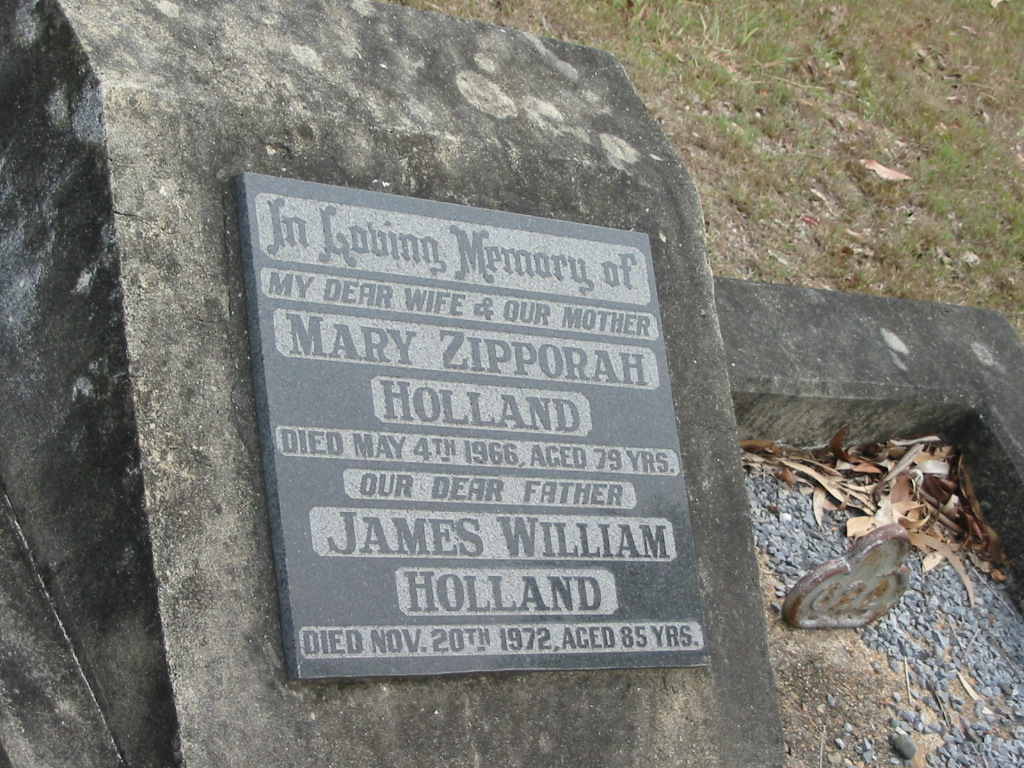 In Loving Memory of
MY DEAR WIFE & OUR MOTHER
MARY ZIPPORAH
HOLLAND
DIED MAY 4TH 1966, AGED 79 YRS.
OUR DEAR FATHER
JAMES WILLIAM
HOLLAND
DIED NOV. 20TH 1972, AGED 85 YRS.